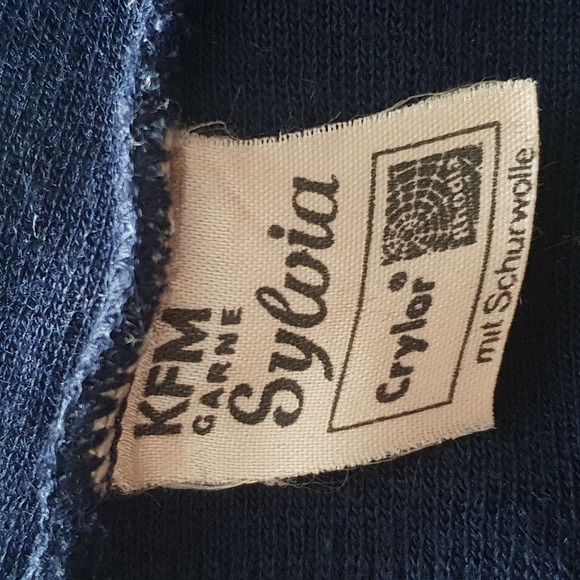 KFM
GARNE
Sylvia
Crylor®
mit Schurwolle